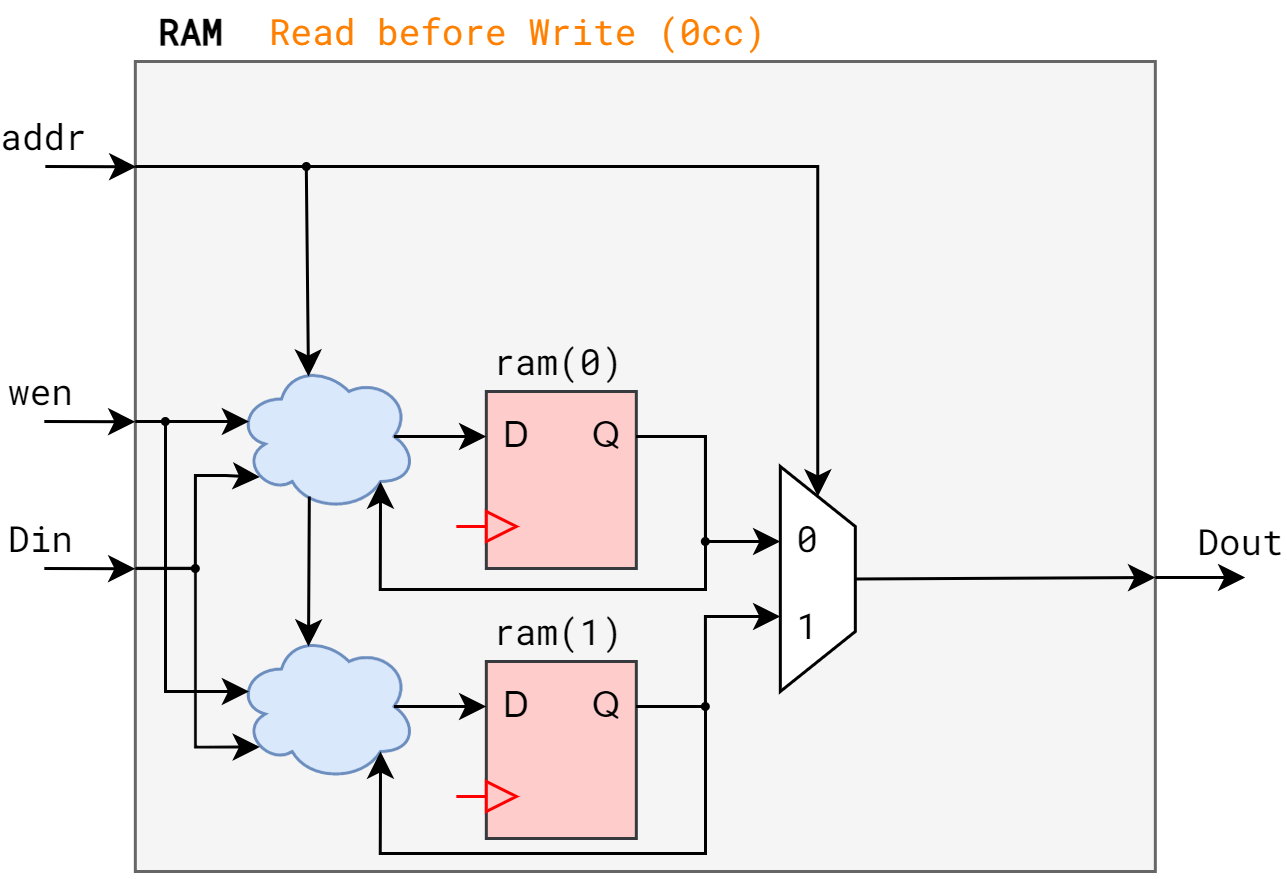 RAM Read before Write (0cc)
addr
ram(0)
wen
D Q
Din
0
Dout
1
ram(1)
D Q